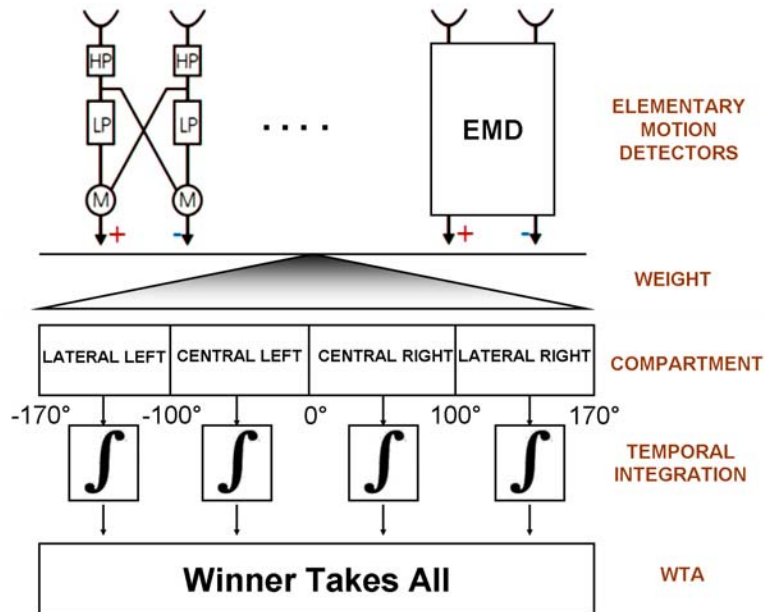 HP HP
LP LP
. . . .
EMD
ELEMENTARY
MOTION
DETECTORS
M M
+ - + -
WEIGHT
LATERAL LEFT CENTRAL LEFT CENTRAL RIGHT LATERAL RIGHT
COMPARTMENT
-170° -100° 0° 100° 170°
∫ ∫ ∫ ∫
TEMPORAL
INTEGRATION
Winner Takes All
WTA